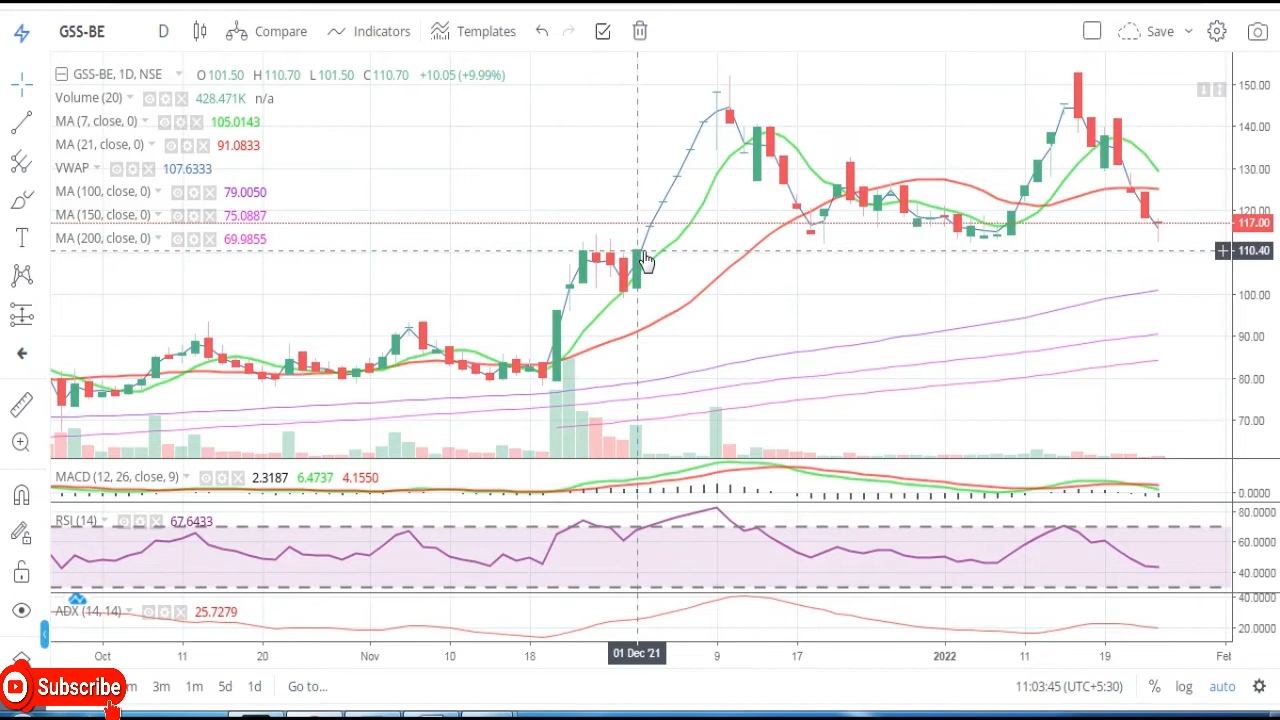 GSS-BE D Compare Indicators Templates Save
GSS-BE, 1D, NSE O 101.50 H 110.70 L 101.50 C 110.70 +10.05 (+9.99%)
Volume (20) 428.471K n/a
MA (7, close, 0) 105.0143
MA (21, close, 0) 91.0833
VWAP 107.6333
MA (100, close, 0) 79.0050
MA (150, close, 0) 75.0887
MA (200, close, 0) 69.9855
150.00
140.00
130.00
120.00
117.00
110.40
100.00
90.00
80.00
70.00
MACD (12, 26, close, 9) 2.3187 6.4737 4.1550
0.0000
RSI (14) 67.6433
80.0000
60.0000
40.0000
ADX (14, 14) 25.7279
40.0000
20.0000
Oct 11 20 Nov 10 18 01 Dec '21 9 17 2022 11 19 Fet
Subscribe m 3m 1m 5d 1d Go to... 11:03:45 (UTC+5:30) % log auto